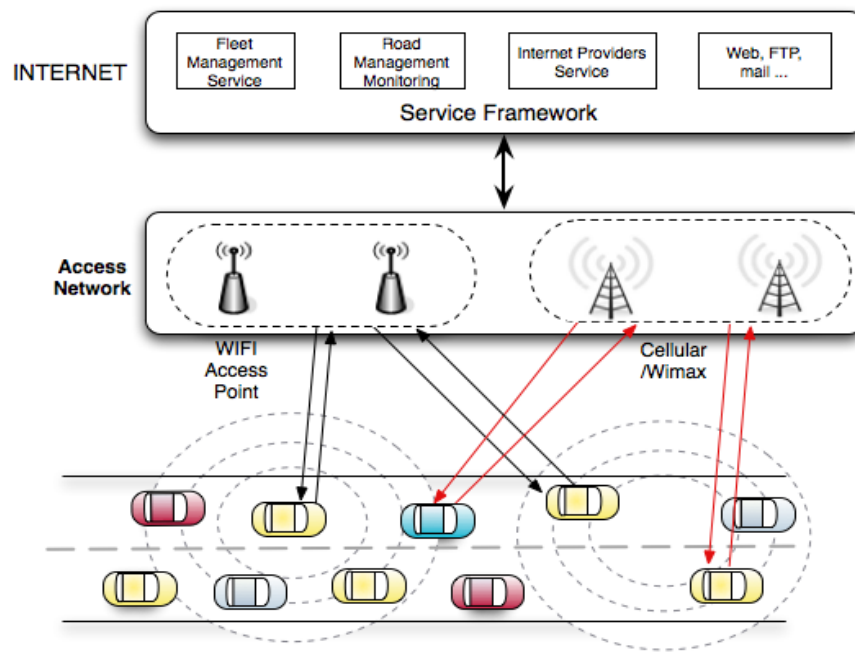 INTERNET
Fleet
Management
Service
Road
Management
Monitoring
Internet Providers
Service
Web, FTP,
mail ...
Service Framework
Access
Network
WIFI
Access
Point
Cellular
/Wimax